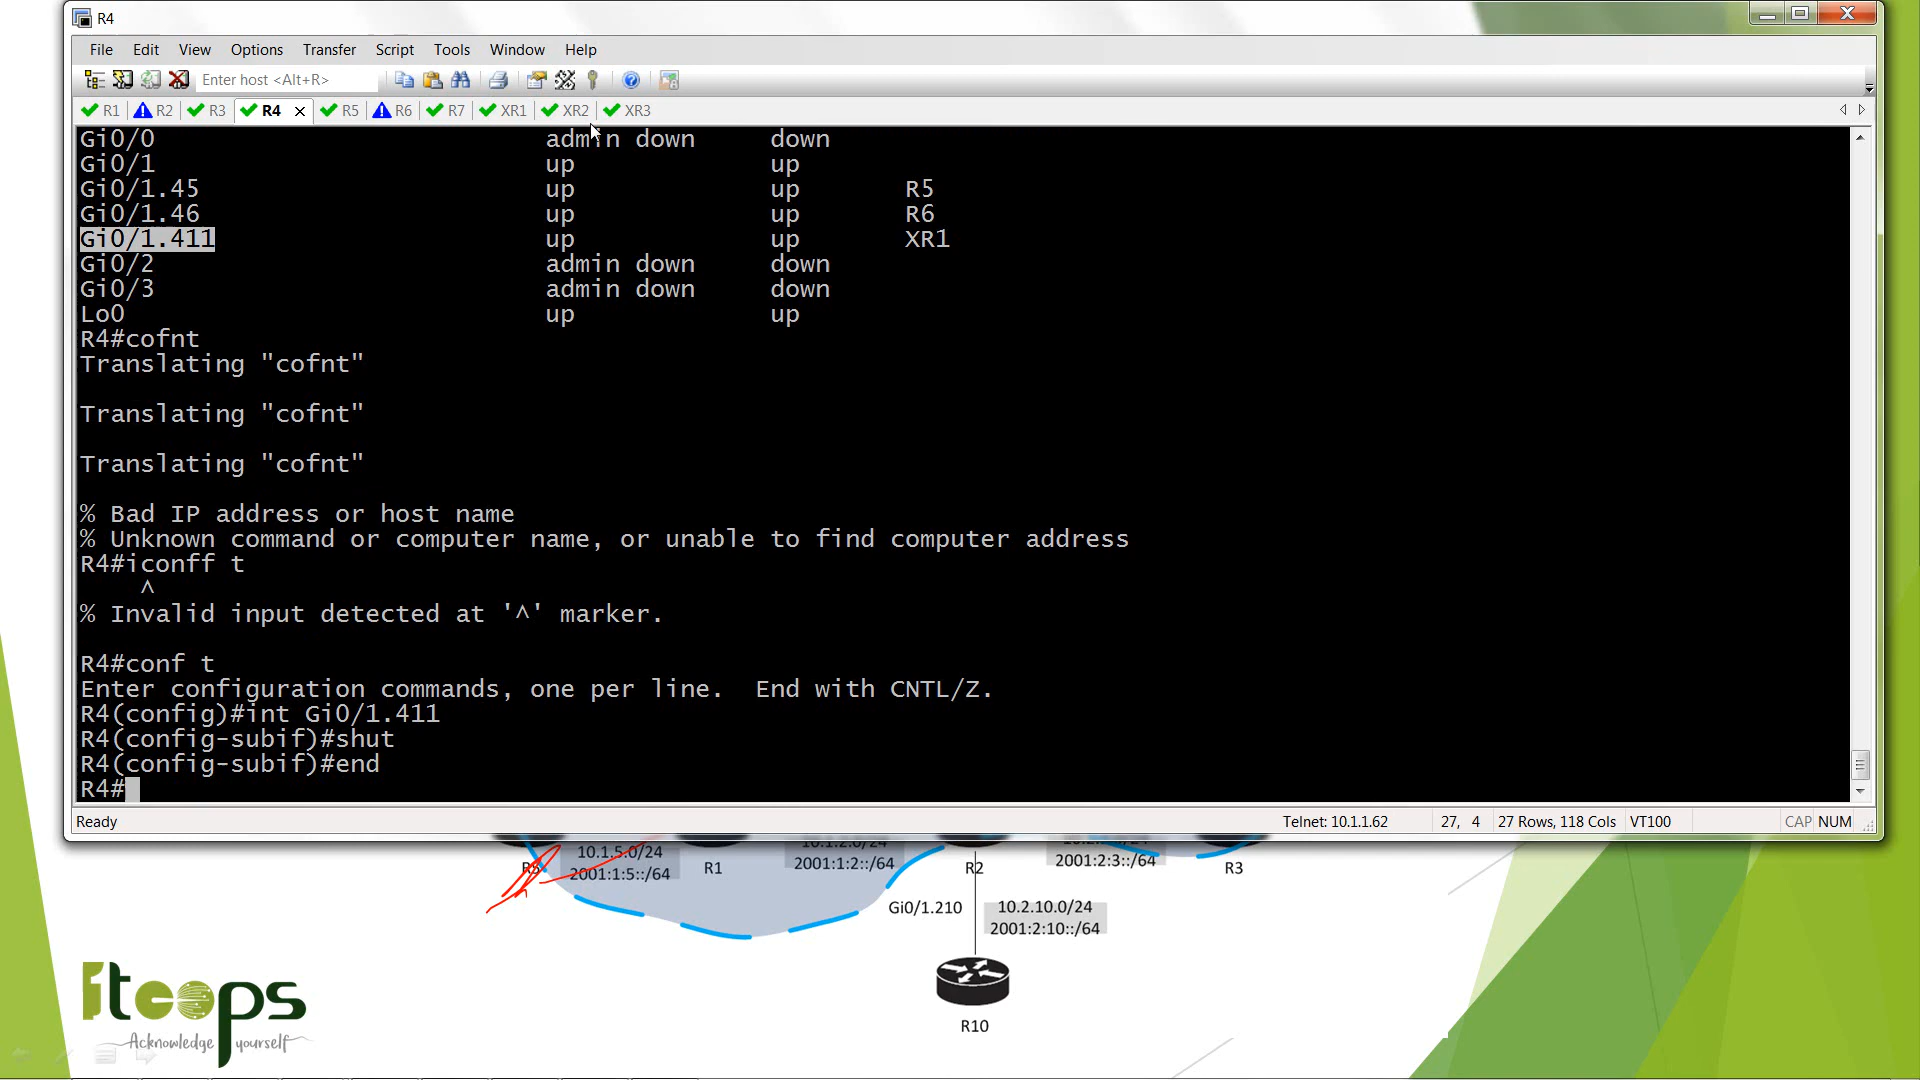 R4
File Edit View Options Transfer Script Tools Window Help
Enter host <Alt+R>
R1 R2 R3 R4 R5 R6 R7 XR1 XR2 XR3
Gi0/0 admin down down
Gi0/1 up up
Gi0/1.45 up up R5
Gi0/1.46 up up R6
Gi0/1.411 up up XR1
Gi0/2 admin down down
Gi0/3 admin down down
Lo0 up up
R4#cofnt
Translating "cofnt"
Translating "cofnt"
Translating "cofnt"
% Bad IP address or host name
% Unknown command or computer name, or unable to find computer address
R4#iconff t
^
% Invalid input detected at '^' marker.
R4#conf t
Enter configuration commands, one per line.  End with CNTL/Z.
R4(config)#int Gi0/1.411
R4(config-subif)#shut
R4(config-subif)#end
R4#
Ready Telnet: 10.1.1.62 27, 4 27 Rows, 118 Cols VT100 CAP NUM
10.1.5.0/24
2001:1:5::/64
R1
10.1.2.0/24
2001:1:2::/64
R2
2001:2:3::/64
R3
Gi0/1.210
10.2.10.0/24
2001:2:10::/64
R10
itcops
Acknowledge yourself